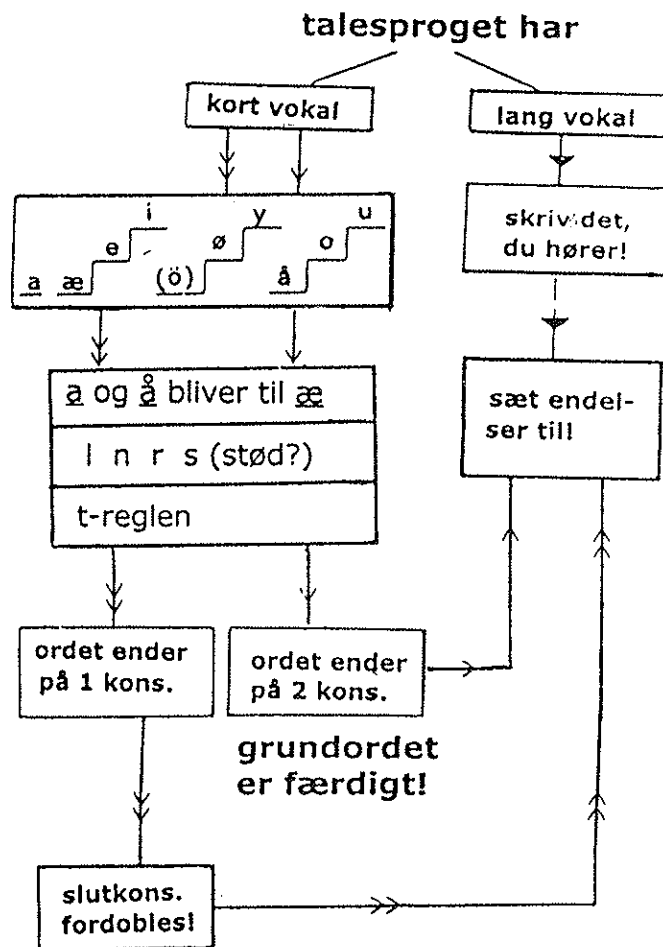 talesproget har
kort vokal
lang vokal
i y u
e ø o
a æ (ö) å
skriv det,
du hører!
a og å bliver til æ
l n r s (stød?)
t-reglen
sæt endel-
ser till!
ordet ender
på 1 kons.
ordet ender
på 2 kons.
grundordet
er færdigt!
slutkons.
fordobles!